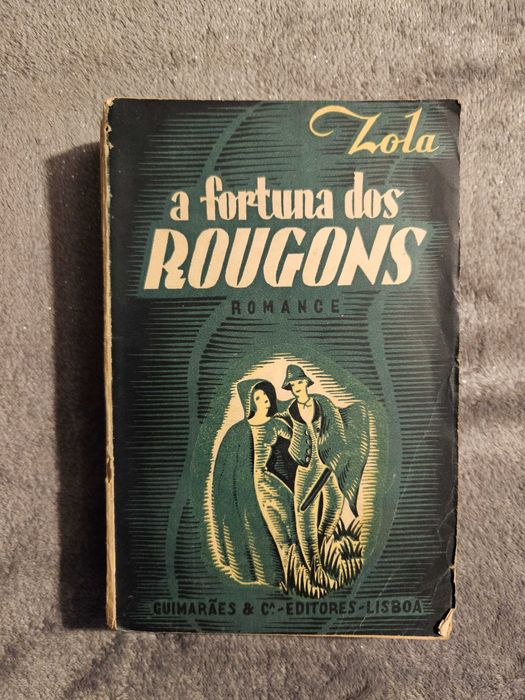 Zola
a fortuna dos
ROUGONS
ROMANCE
GUIMARÃES & Cª.-EDITORES-LISBOA